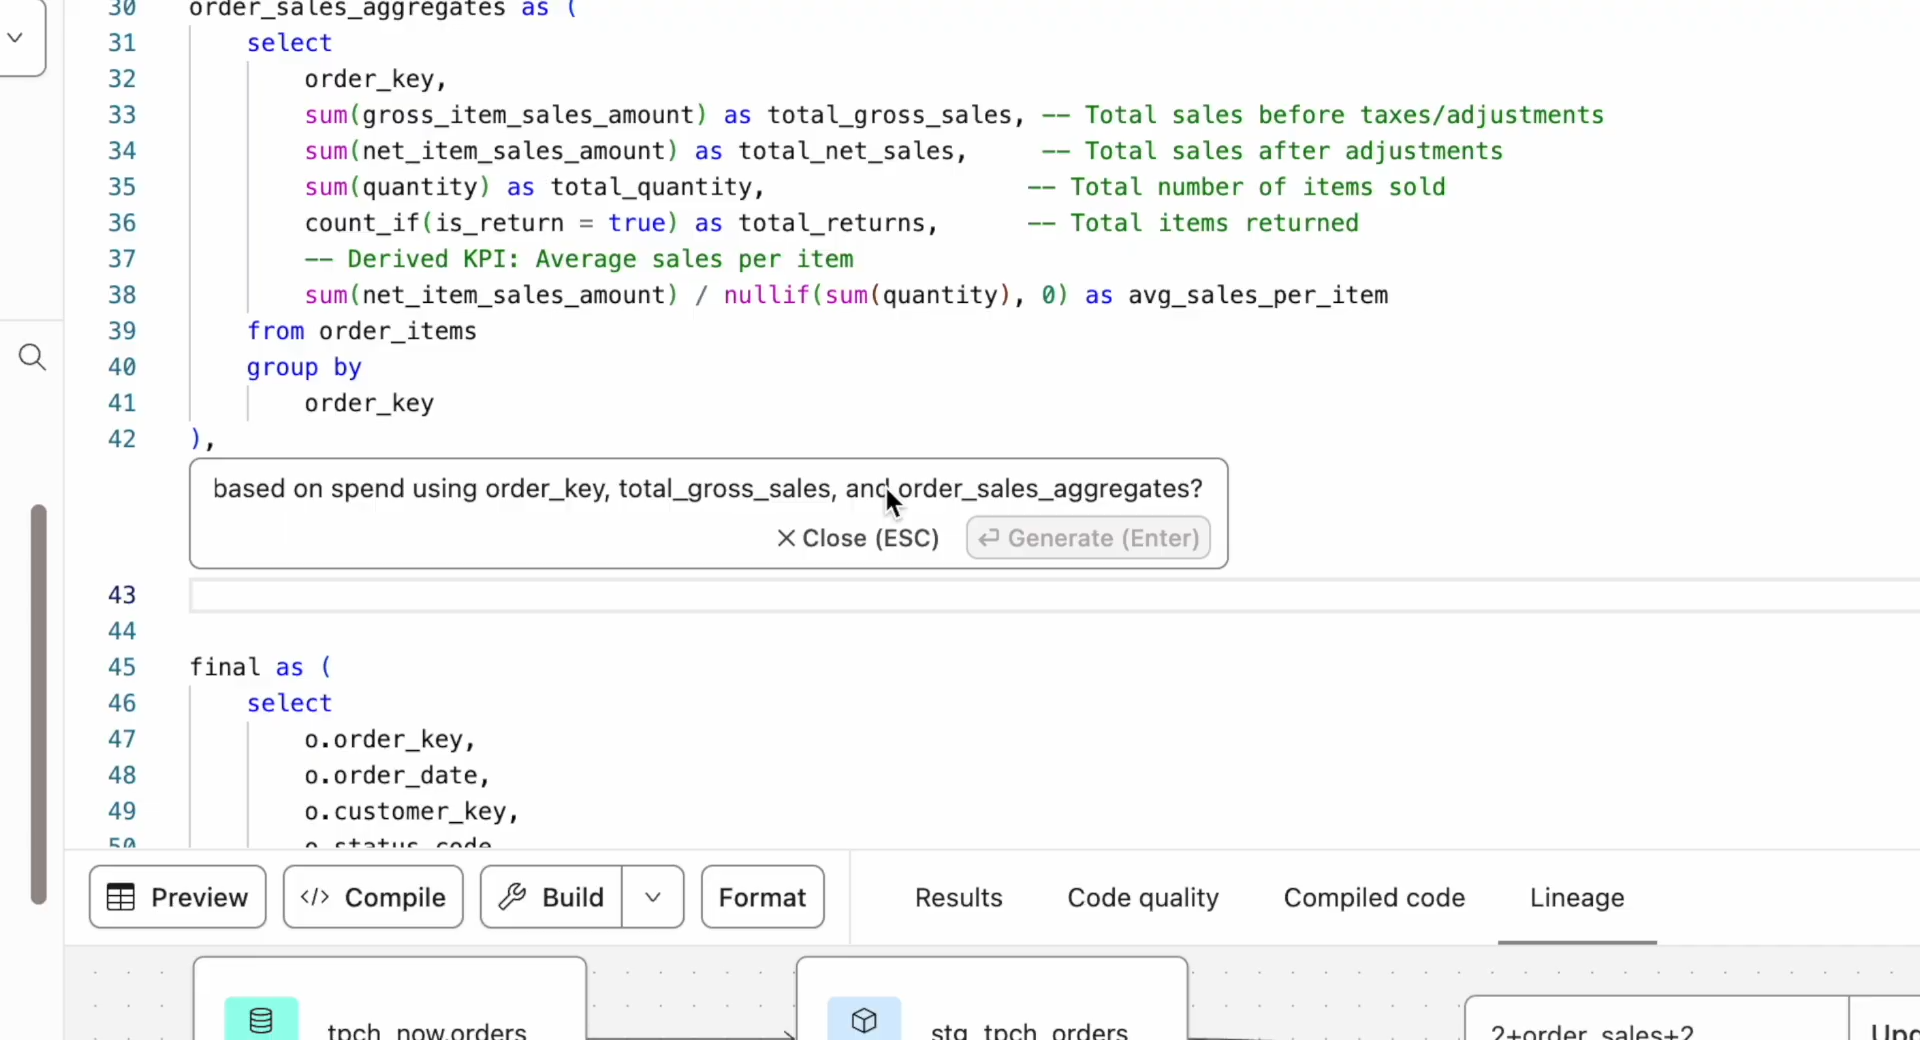 30 order_sales_aggregates as (
31 select
32 order_key,
33 sum(gross_item_sales_amount) as total_gross_sales, -- Total sales before taxes/adjustments
34 sum(net_item_sales_amount) as total_net_sales, -- Total sales after adjustments
35 sum(quantity) as total_quantity, -- Total number of items sold
36 count_if(is_return = true) as total_returns, -- Total items returned
37 -- Derived KPI: Average sales per item
38 sum(net_item_sales_amount) / nullif(sum(quantity), 0) as avg_sales_per_item
39 from order_items
40 group by
41 order_key
42 ),
based on spend using order_key, total_gross_sales, and order_sales_aggregates?
Close (ESC) Generate (Enter)
43
44
45 final as (
46 select
47 o.order_key,
48 o.order_date,
49 o.customer_key,
50 o.status_code
Preview </> Compile Build Format Results Code quality Compiled code Lineage
tpch_now.orders stg_tpch_orders 2+order_sales+2